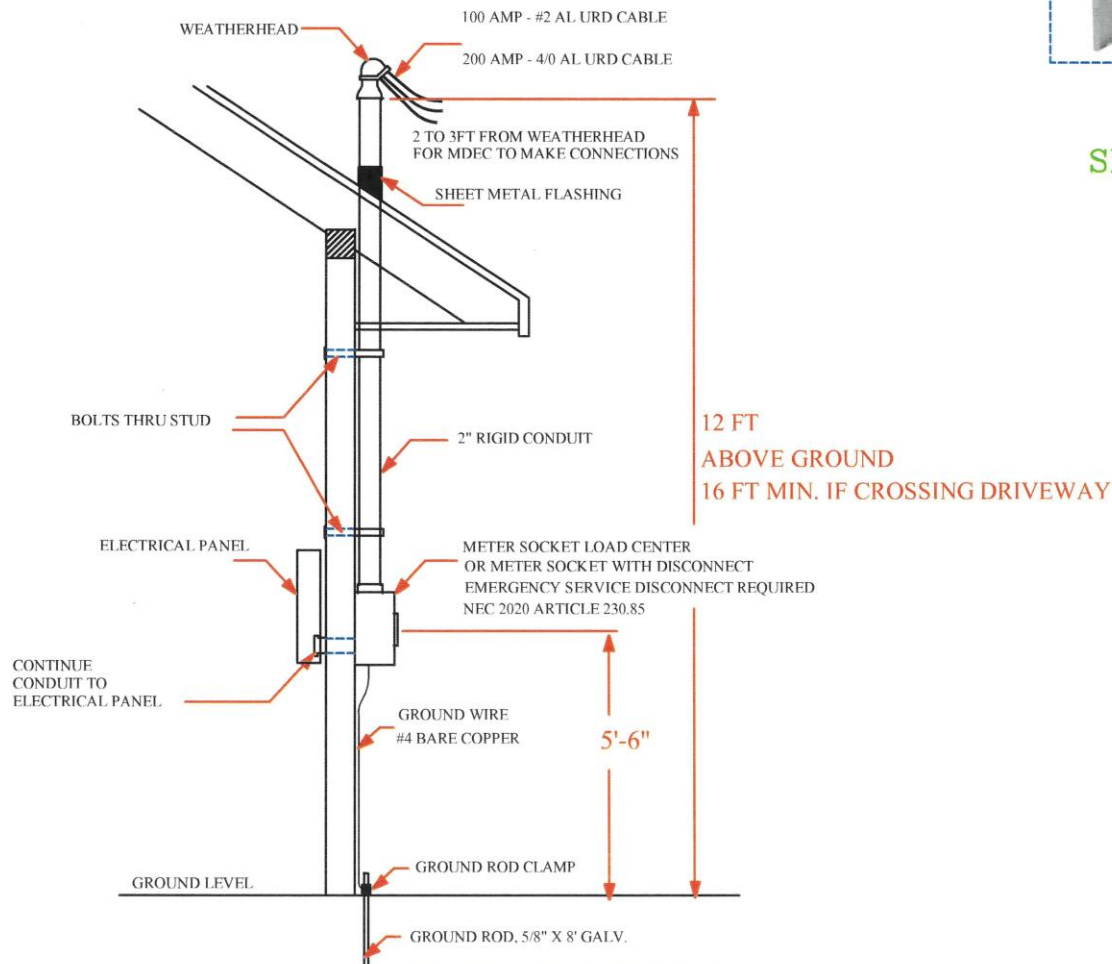 100 AMP - #2 AL URD CABLE
WEATHERHEAD
200 AMP - 4/0 AL URD CABLE
2 TO 3FT FROM WEATHERHEAD
FOR MDEC TO MAKE CONNECTIONS
SHEET METAL FLASHING
BOLTS THRU STUD
2" RIGID CONDUIT
12 FT
ABOVE GROUND
16 FT MIN. IF CROSSING DRIVEWAY
ELECTRICAL PANEL
METER SOCKET LOAD CENTER
OR METER SOCKET WITH DISCONNECT
EMERGENCY SERVICE DISCONNECT REQUIRED
NEC 2020 ARTICLE 230.85
CONTINUE
CONDUIT TO
ELECTRICAL PANEL
GROUND WIRE
#4 BARE COPPER
5'-6"
GROUND ROD CLAMP
GROUND LEVEL
GROUND ROD, 5/8" X 8' GALV.